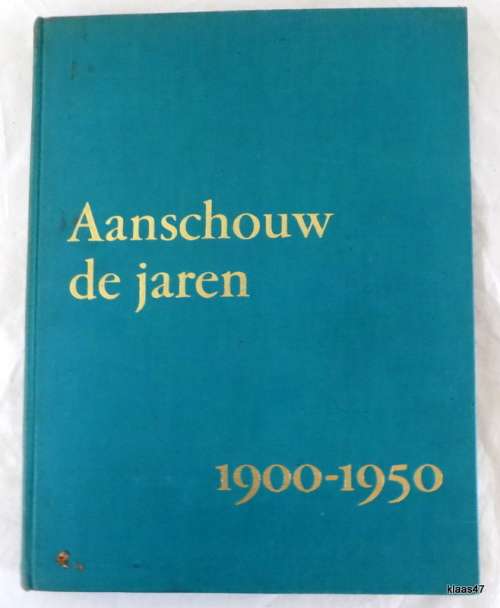 Aanschouw
de jaren
1900-1950
klaas47